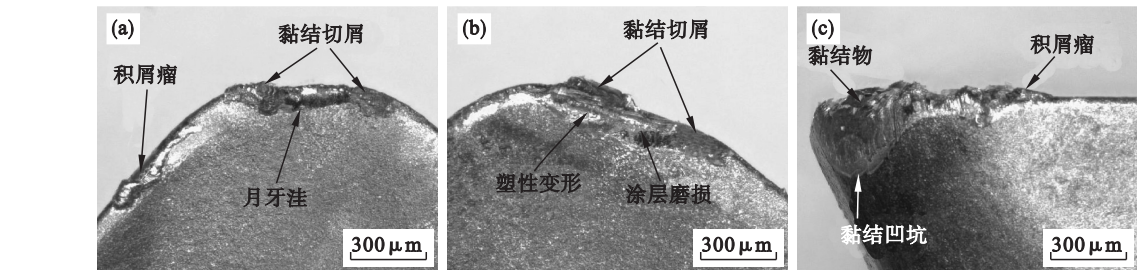 (a)
黏结切屑
积屑瘤
月牙洼
300μm
(b)
黏结切屑
塑性变形
涂层磨损
300μm
(c)
黏结物
积屑瘤
黏结凹坑
300μm